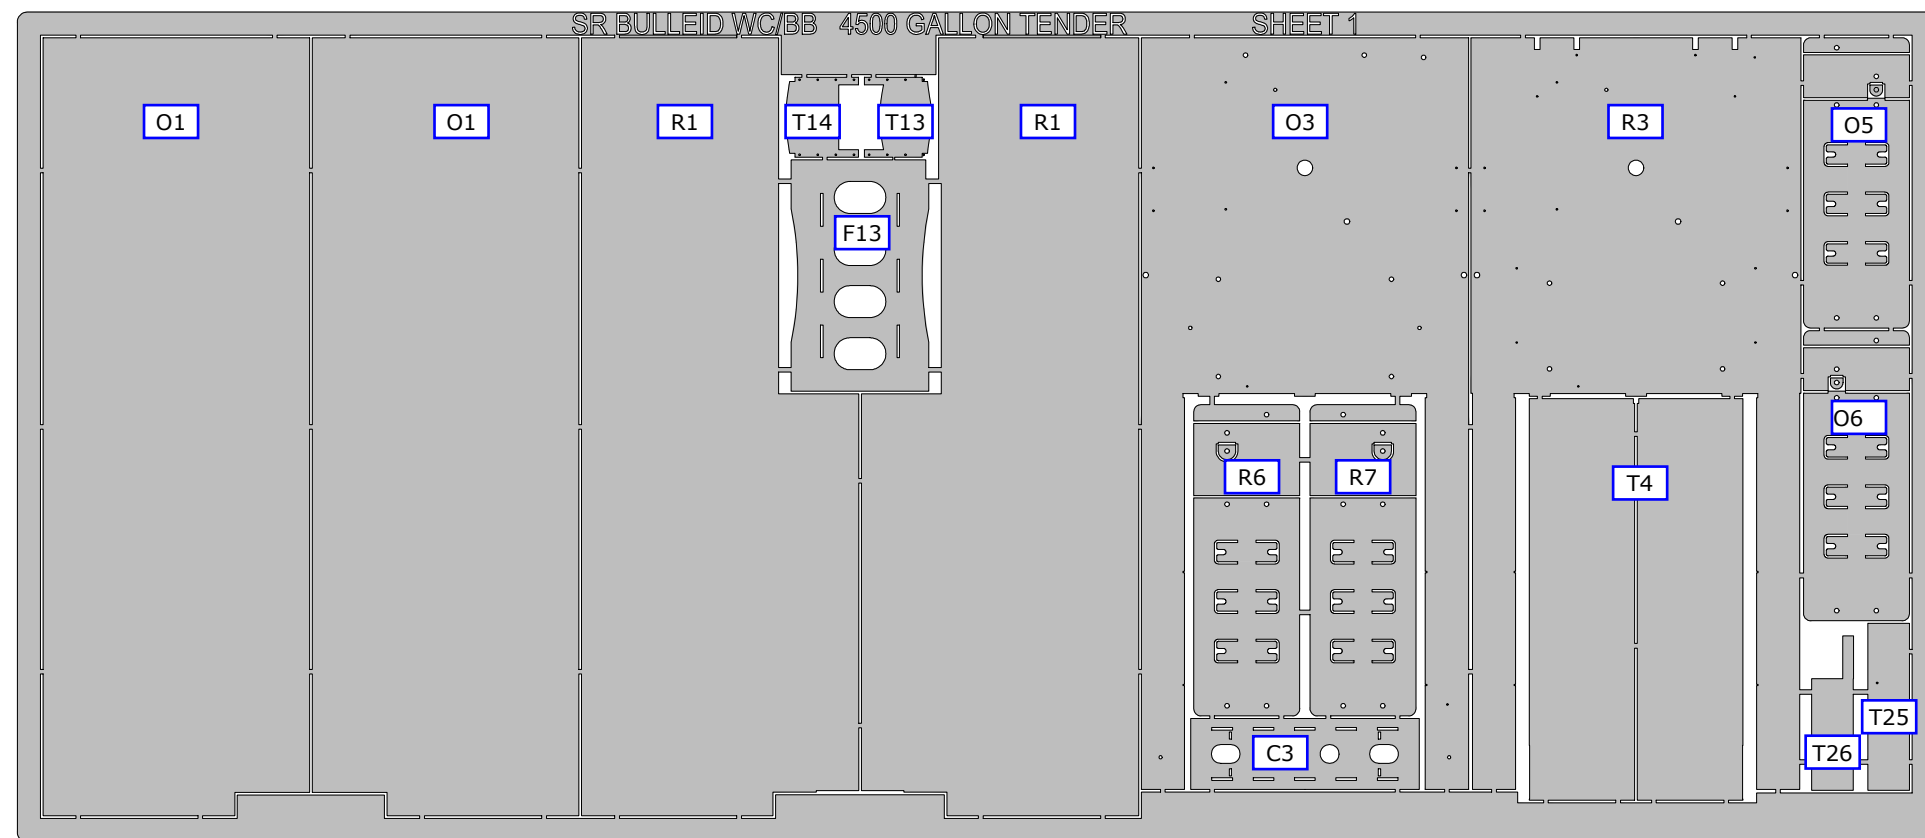 SR BULLEID WC/BB 4500 GALLON TENDER SHEET 1
O1 O1 R1 T14 T13 R1 O3 R3 O5
F13
O6
R6 R7 T4
T25
C3 T26